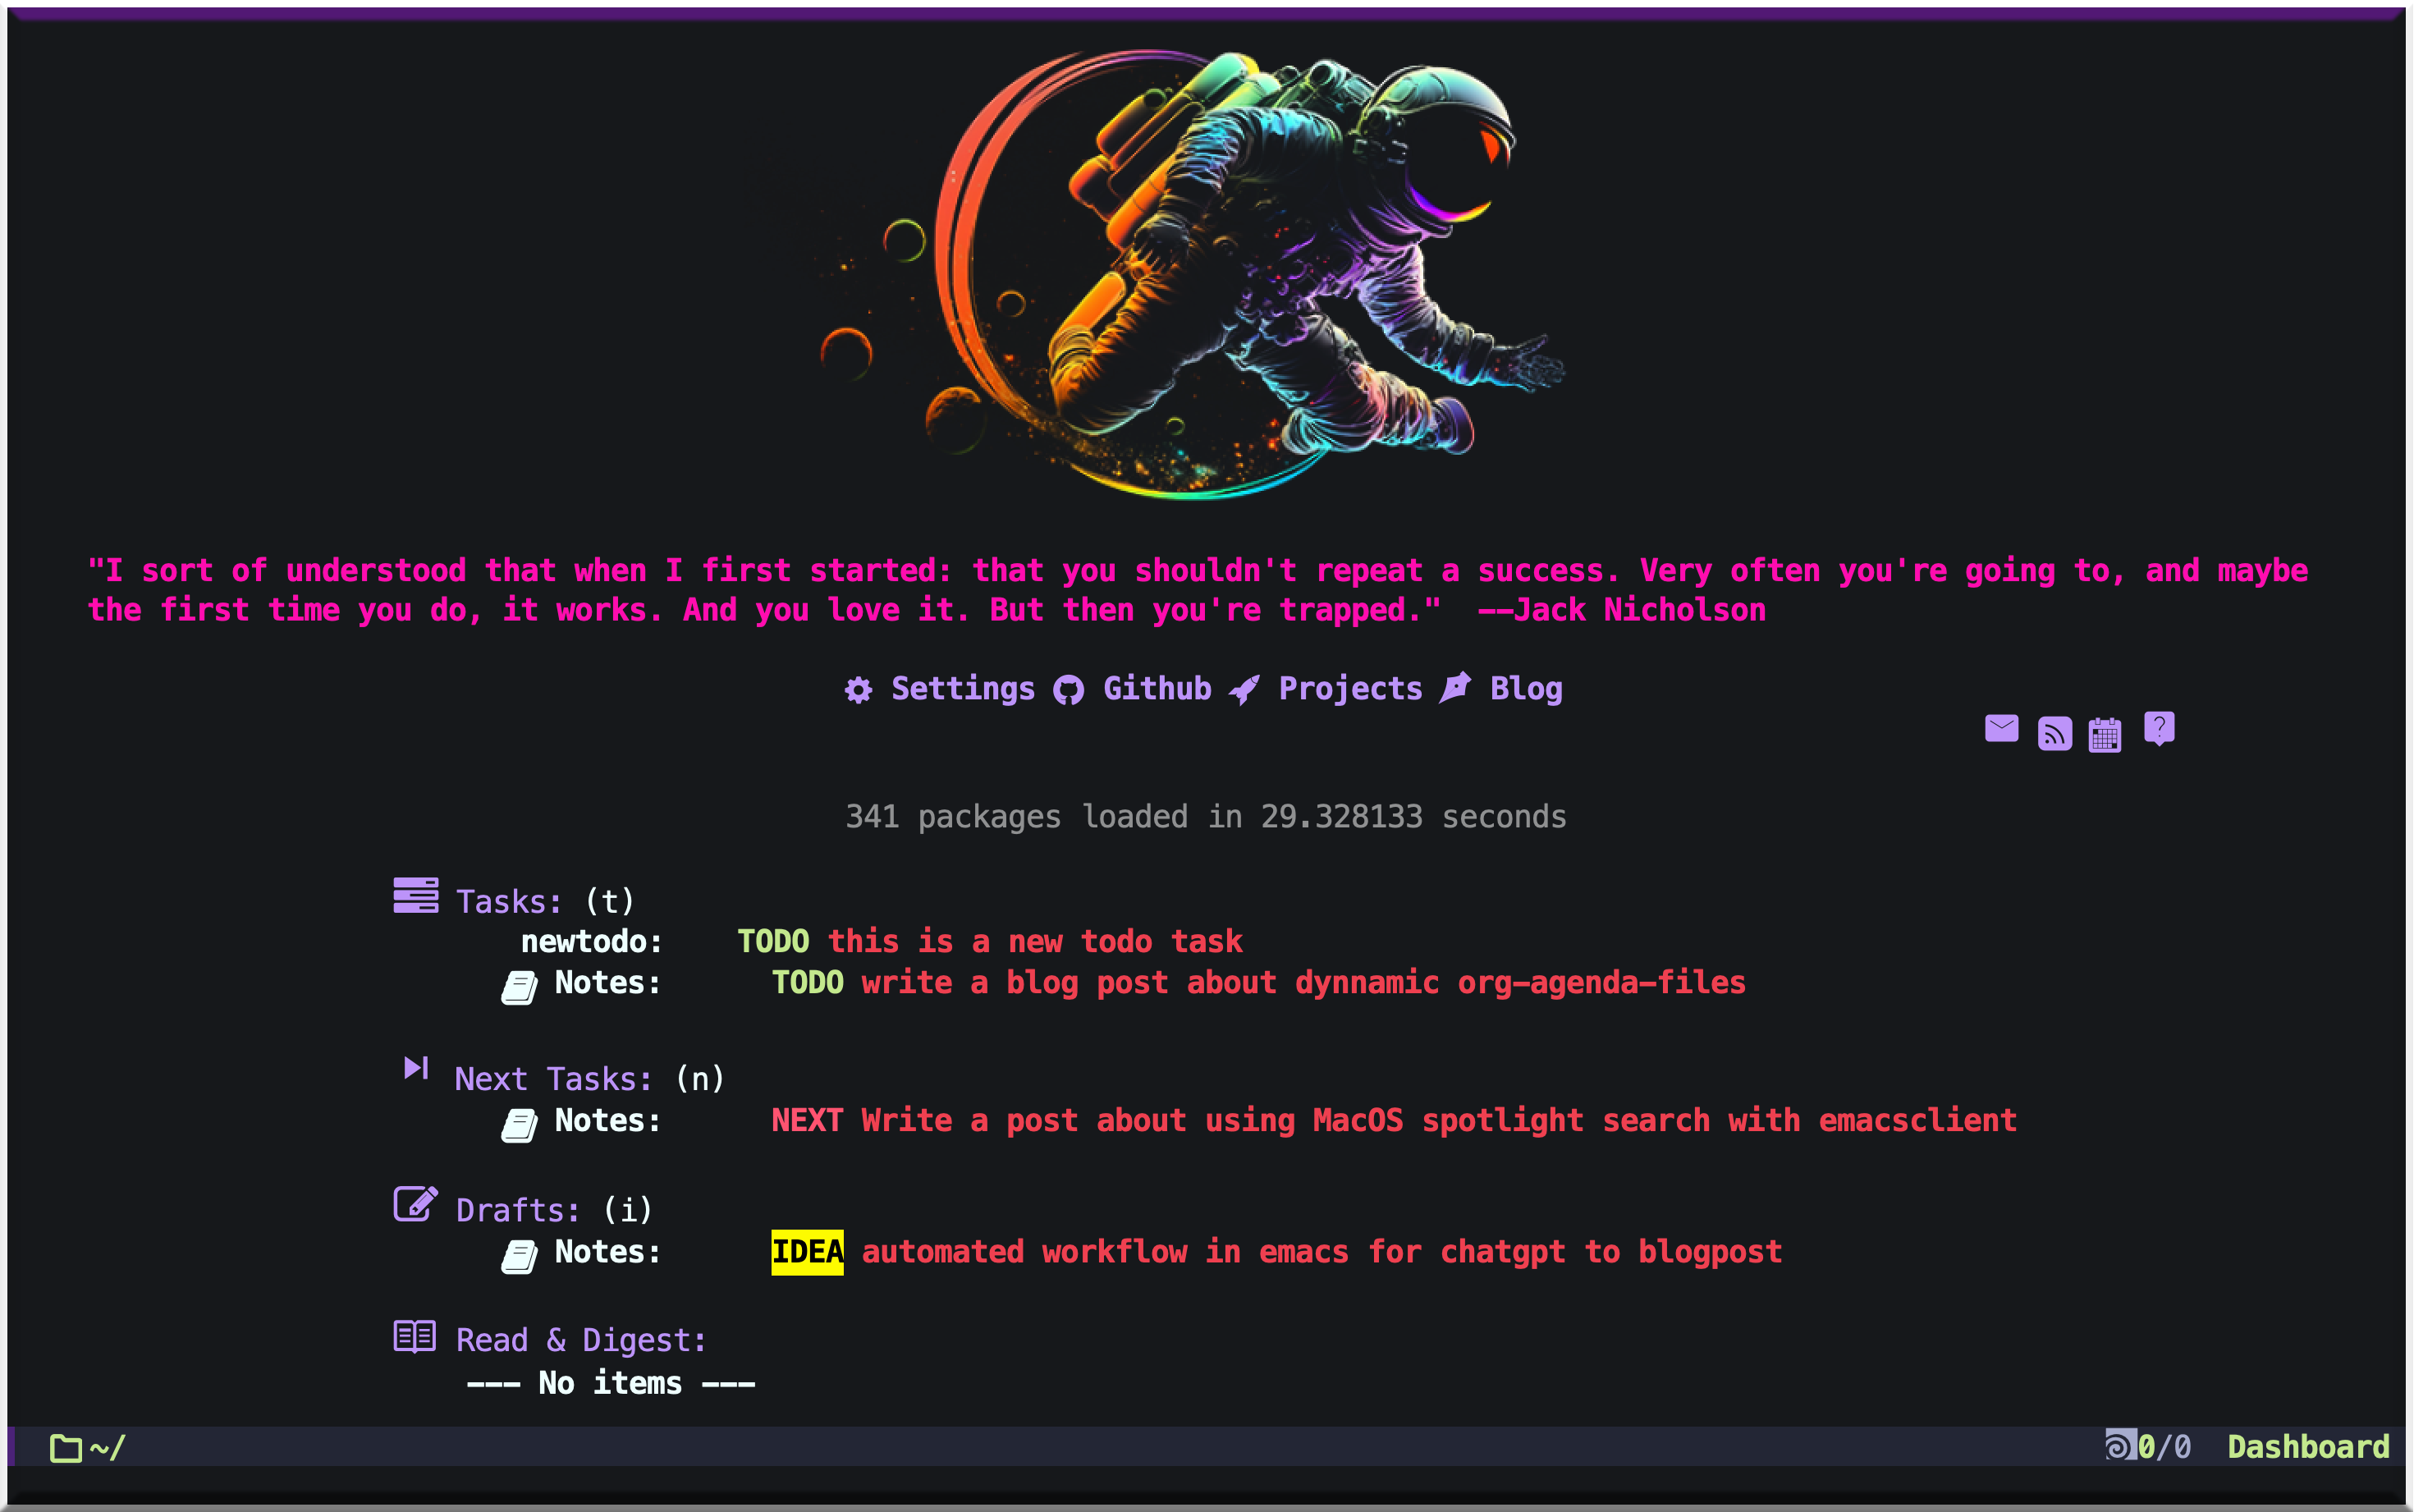 "I sort of understood that when I first started: that you shouldn't repeat a success. Very often you're going to, and maybe
the first time you do, it works. And you love it. But then you're trapped."  --Jack Nicholson
Settings Github Projects Blog
341 packages loaded in 29.328133 seconds
Tasks: (t)
newtodo: TODO this is a new todo task
Notes: TODO write a blog post about dynnamic org-agenda-files
Next Tasks: (n)
Notes: NEXT Write a post about using MacOS spotlight search with emacsclient
Drafts: (i)
Notes: IDEA automated workflow in emacs for chatgpt to blogpost
Read & Digest:
--- No items ---
~/ 0/0 Dashboard